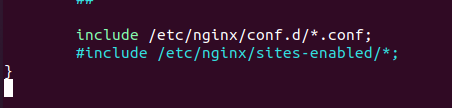 ##
include /etc/nginx/conf.d/*.conf;
#include /etc/nginx/sites-enabled/*;
}